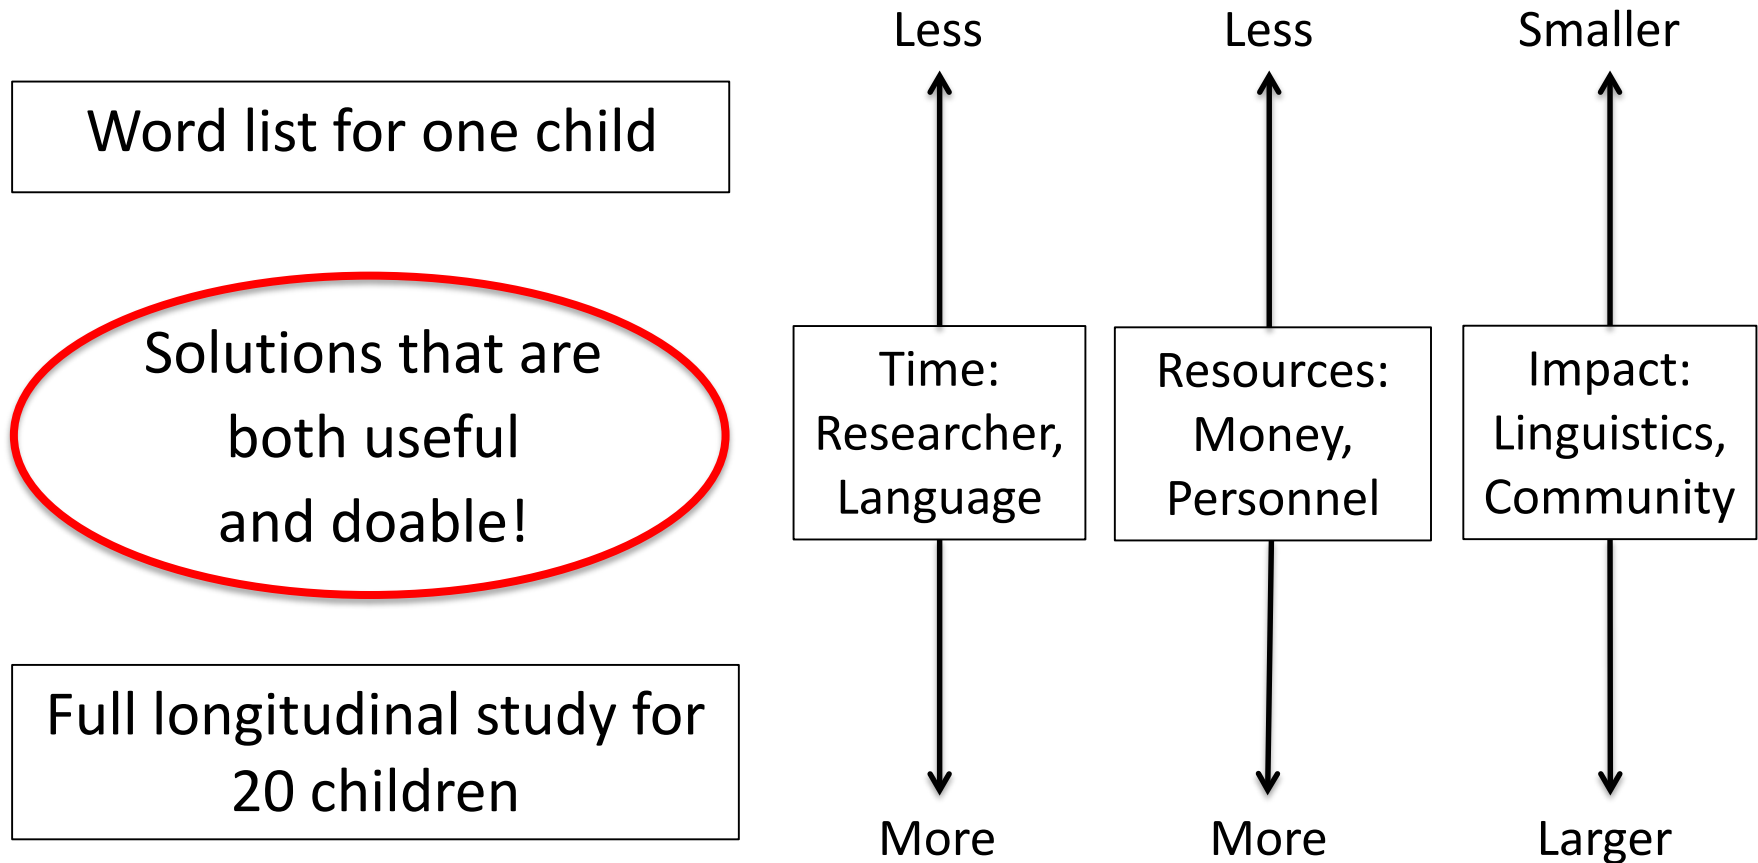 Word list for one child
Solutions that are
both useful
and doable!
Full longitudinal study for
20 children
Less
Time:
Researcher,
Language
More
Less
Resources:
Money,
Personnel
More
Smaller
Impact:
Linguistics,
Community
Larger